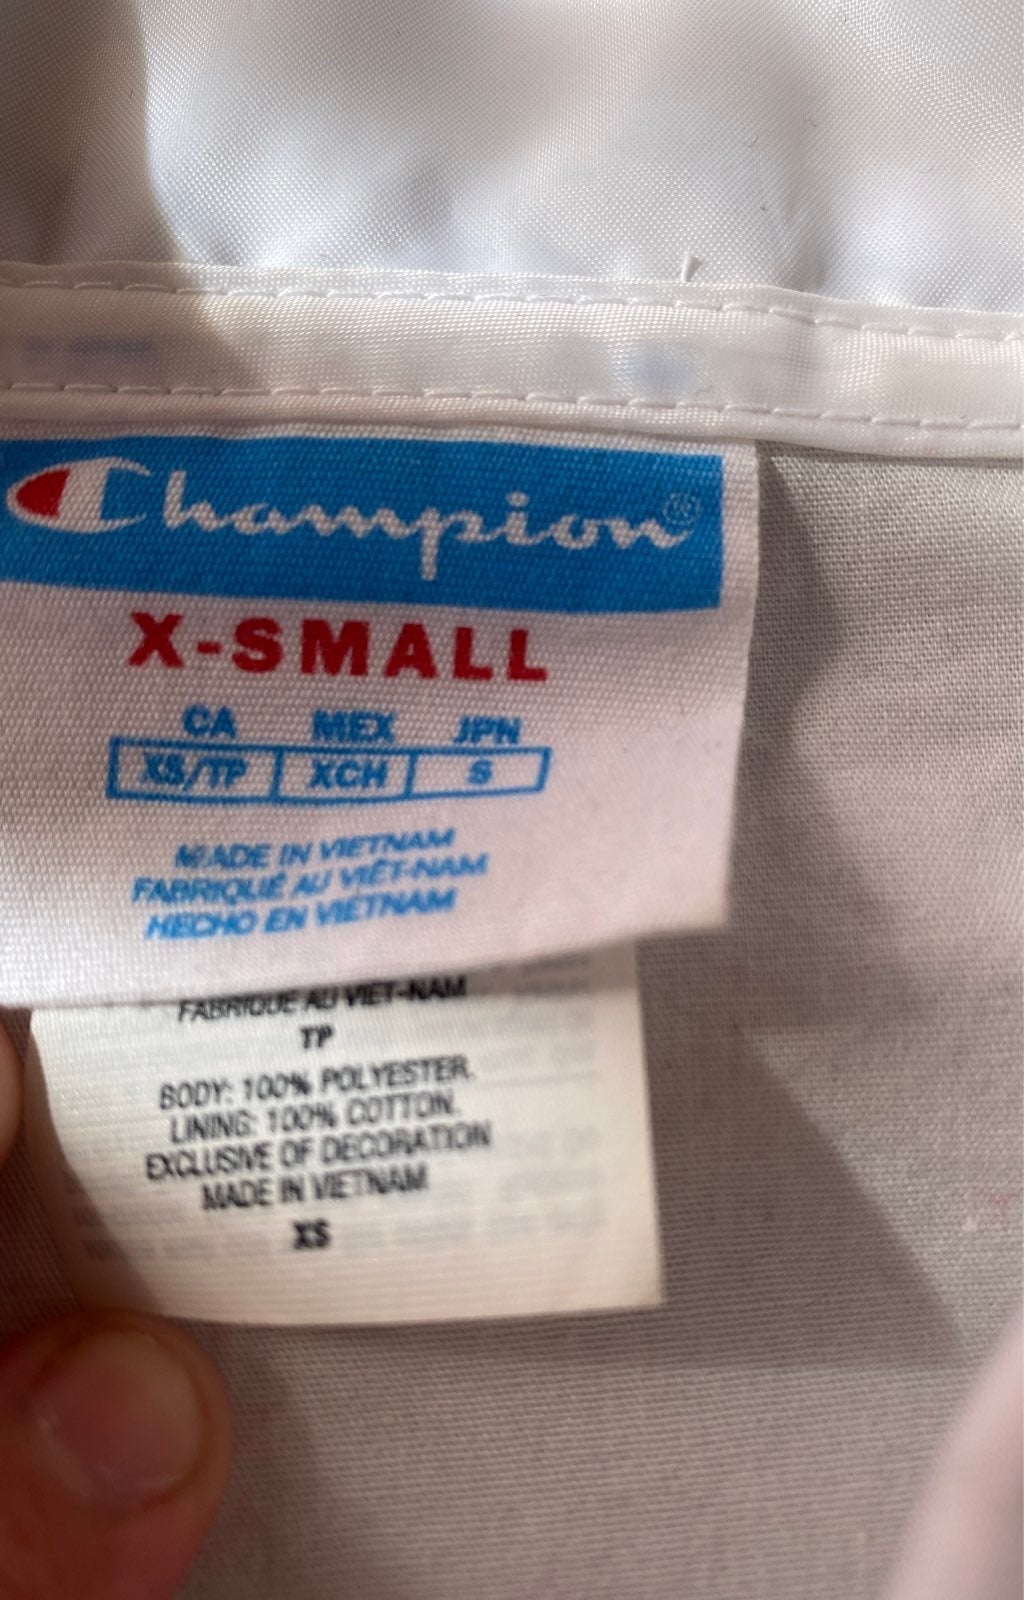 Champion®
X-SMALL
CA MEX JPN
XS/TP XCH S
MADE IN VIETNAM
FABRIQUÉ AU VIÊT-NAM
HECHO EN VIETNAM
FABRIQUE AU VIET-NAM
TP
BODY: 100% POLYESTER.
LINING: 100% COTTON.
EXCLUSIVE OF DECORATION
MADE IN VIETNAM
XS